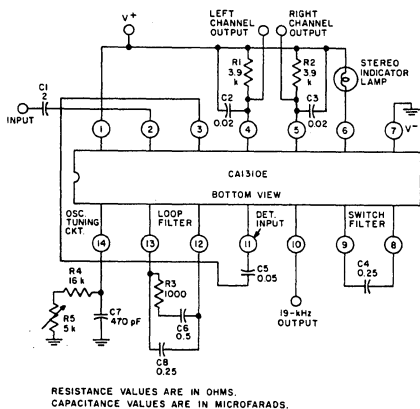 V+
LEFT CHANNEL OUTPUT
RIGHT CHANNEL OUTPUT
R1
3.9 k
R2
3.9 k
STEREO INDICATOR LAMP
C1
2
INPUT
C2
0.02
C3
0.02
V-
1 2 3 4 5 6 7
CA1310E
BOTTOM VIEW
OSC. TUNING CKT.
LOOP FILTER
DET. INPUT
SWITCH FILTER
14 13 12 11 10 9 8
R4
16 k
R5
5 k
C7
470 pF
R3
1000
C6
0.5
C8
0.25
C5
0.05
19-kHz OUTPUT
C4
0.25
RESISTANCE VALUES ARE IN OHMS.
CAPACITANCE VALUES ARE IN MICROFARADS.